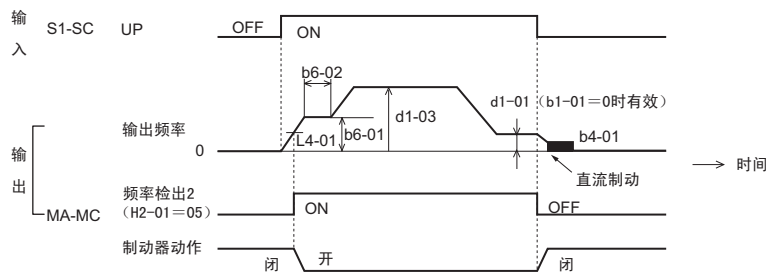 输入
S1-SC UP OFF ON
b6-02
d1-01（b1-01＝0时有效）
d1-03
输出频率
L4-01 b6-01
b4-01
0
时间
直流制动
输出
频率检出2
MA-MC （H2-01＝05） ON OFF
制动器动作
闭 开 闭